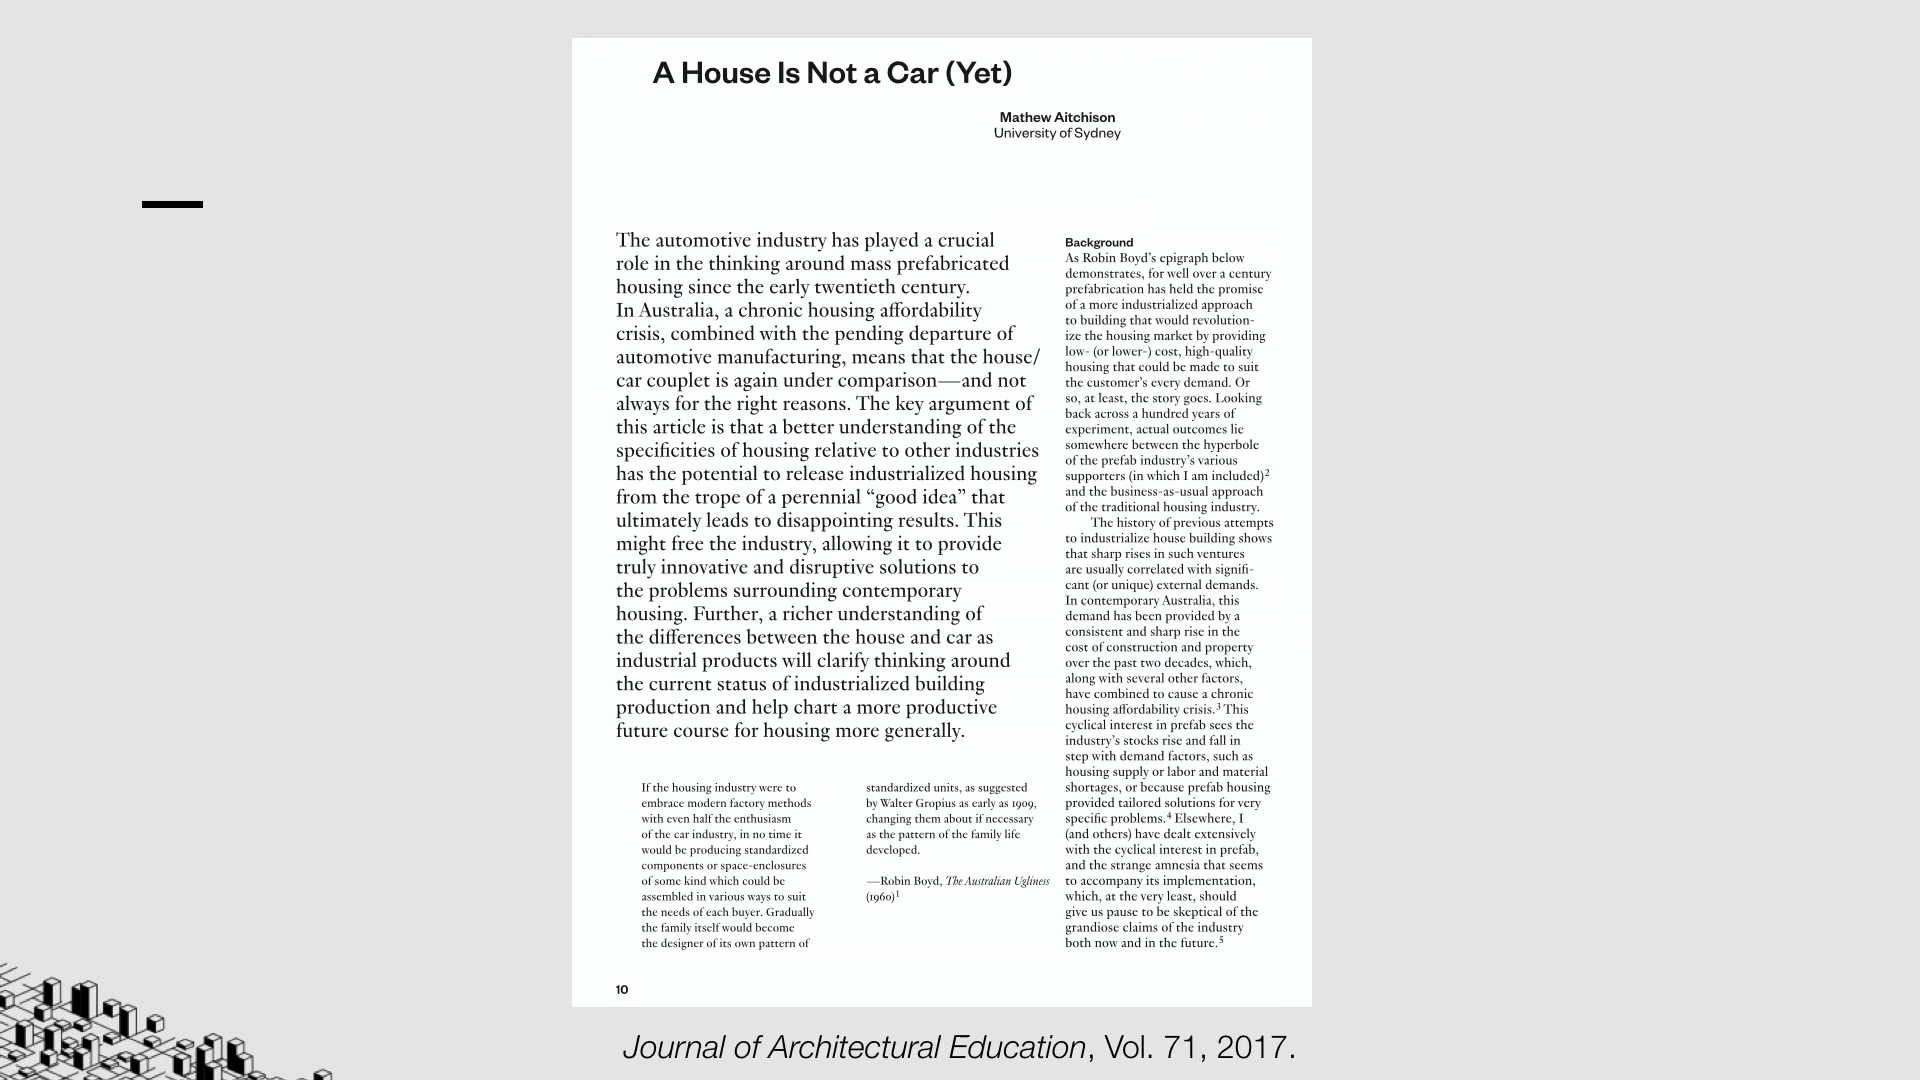 A House Is Not a Car (Yet)
Mathew Aitchison
University of Sydney
The automotive industry has played a crucial
role in the thinking around mass prefabricated
housing since the early twentieth century.
In Australia, a chronic housing affordability
crisis, combined with the pending departure of
automotive manufacturing, means that the house/
car couplet is again under comparison—and not
always for the right reasons. The key argument of
this article is that a better understanding of the
specificities of housing relative to other industries
has the potential to release industrialized housing
from the trope of a perennial “good idea” that
ultimately leads to disappointing results. This
might free the industry, allowing it to provide
truly innovative and disruptive solutions to
the problems surrounding contemporary
housing. Further, a richer understanding of
the differences between the house and car as
industrial products will clarify thinking around
the current status of industrialized building
production and help chart a more productive
future course for housing more generally.
If the housing industry were to
embrace modern factory methods
with even half the enthusiasm
of the car industry, in no time it
would be producing standardized
components or space-enclosures
of some kind which could be
assembled in various ways to suit
the needs of each buyer. Gradually
the family itself would become
the designer of its own pattern of
standardized units, as suggested
by Walter Gropius as early as 1909,
changing them about if necessary
as the pattern of the family life
developed.
—Robin Boyd, The Australian Ugliness
(1960)1
Background
As Robin Boyd’s epigraph below
demonstrates, for well over a century
prefabrication has held the promise
of a more industrialized approach
to building that would revolution-
ize the housing market by providing
low- (or lower-) cost, high-quality
housing that could be made to suit
the customer’s every demand. Or
so, at least, the story goes. Looking
back across a hundred years of
experiment, actual outcomes lie
somewhere between the hyperbole
of the prefab industry’s various
supporters (in which I am included)2
and the business-as-usual approach
of the traditional housing industry.
The history of previous attempts
to industrialize house building shows
that sharp rises in such ventures
are usually correlated with signifi-
cant (or unique) external demands.
In contemporary Australia, this
demand has been provided by a
consistent and sharp rise in the
cost of construction and property
over the past two decades, which,
along with several other factors,
have combined to cause a chronic
housing affordability crisis.3 This
cyclical interest in prefab sees the
industry’s stocks rise and fall in
step with demand factors, such as
housing supply or labor and material
shortages, or because prefab housing
provided tailored solutions for very
specific problems.4 Elsewhere, I
(and others) have dealt extensively
with the cyclical interest in prefab,
and the strange amnesia that seems
to accompany its implementation,
which, at the very least, should
give us pause to be skeptical of the
grandiose claims of the industry
both now and in the future.5
10
Journal of Architectural Education, Vol. 71, 2017.